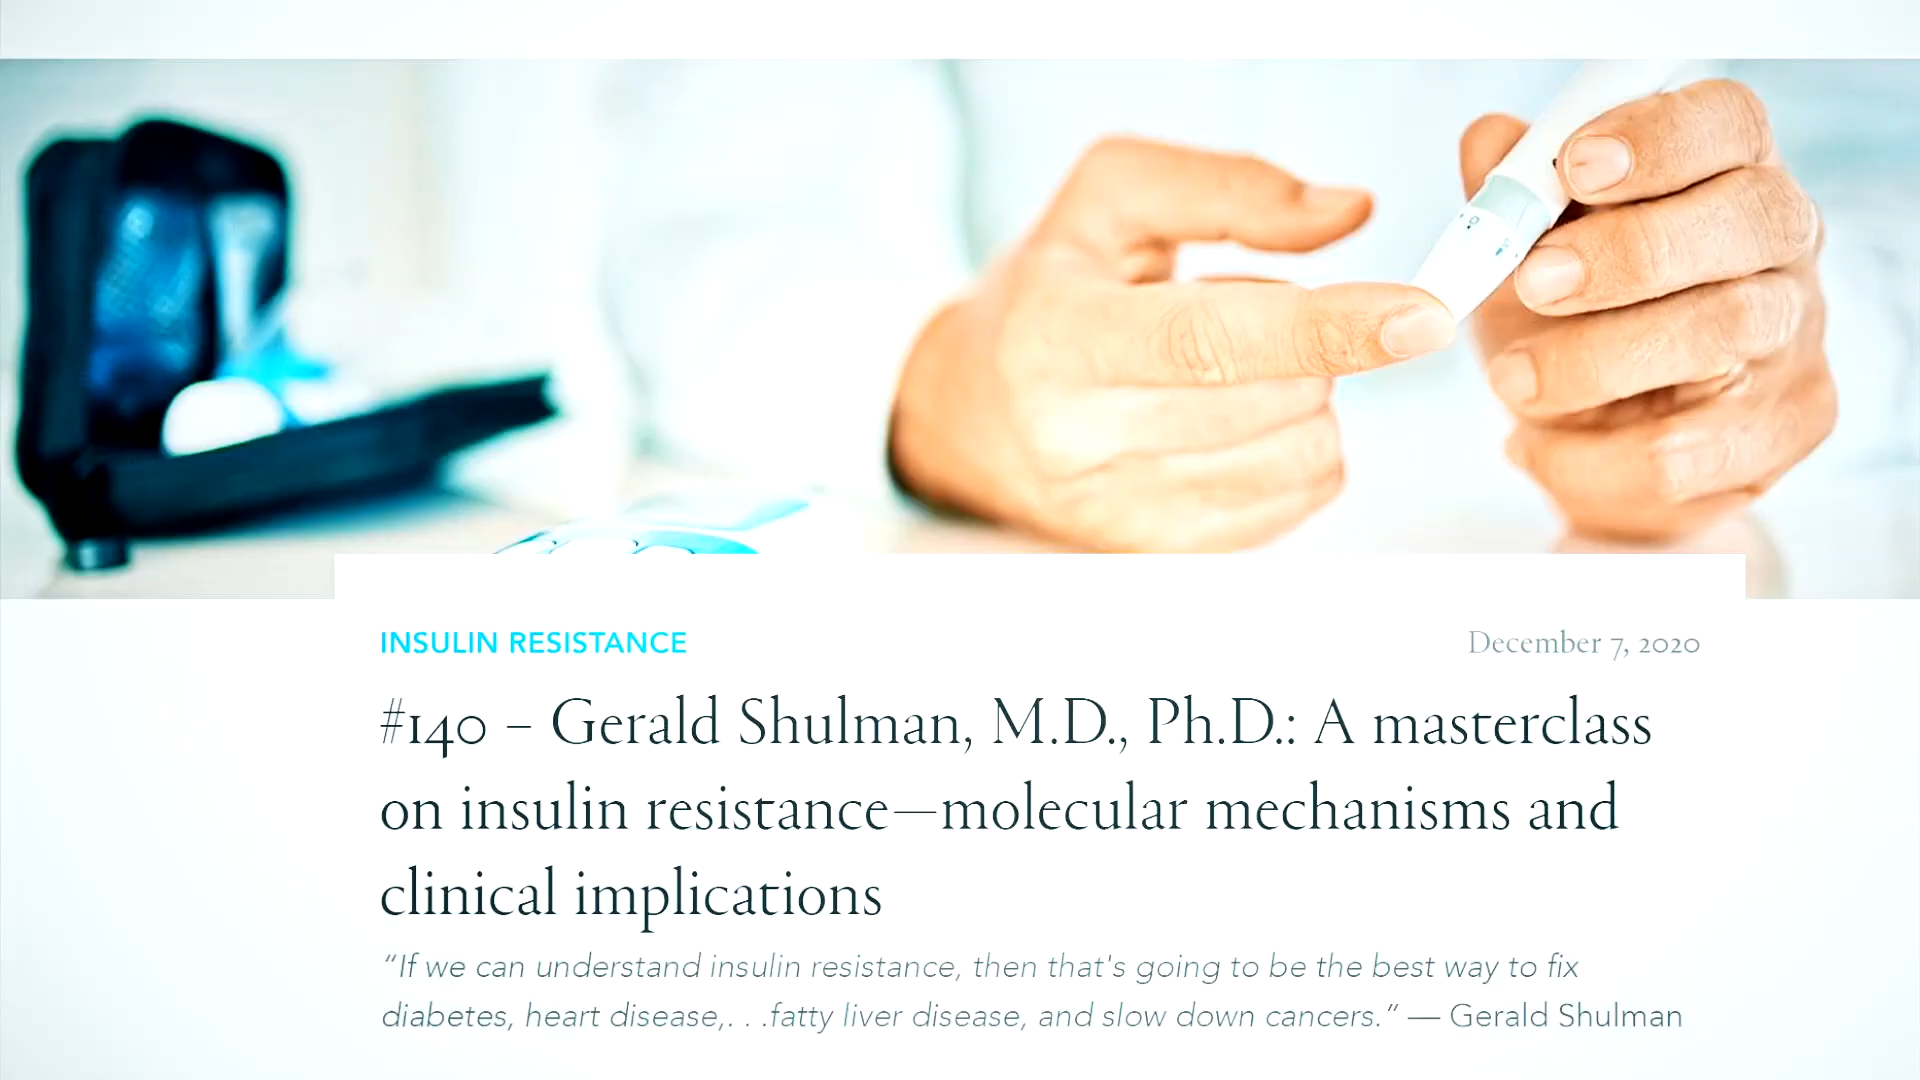 INSULIN RESISTANCE
December 7, 2020
#140 – Gerald Shulman, M.D., Ph.D.: A masterclass
on insulin resistance—molecular mechanisms and
clinical implications
“If we can understand insulin resistance, then that's going to be the best way to fix
diabetes, heart disease,. . .fatty liver disease, and slow down cancers.” — Gerald Shulman